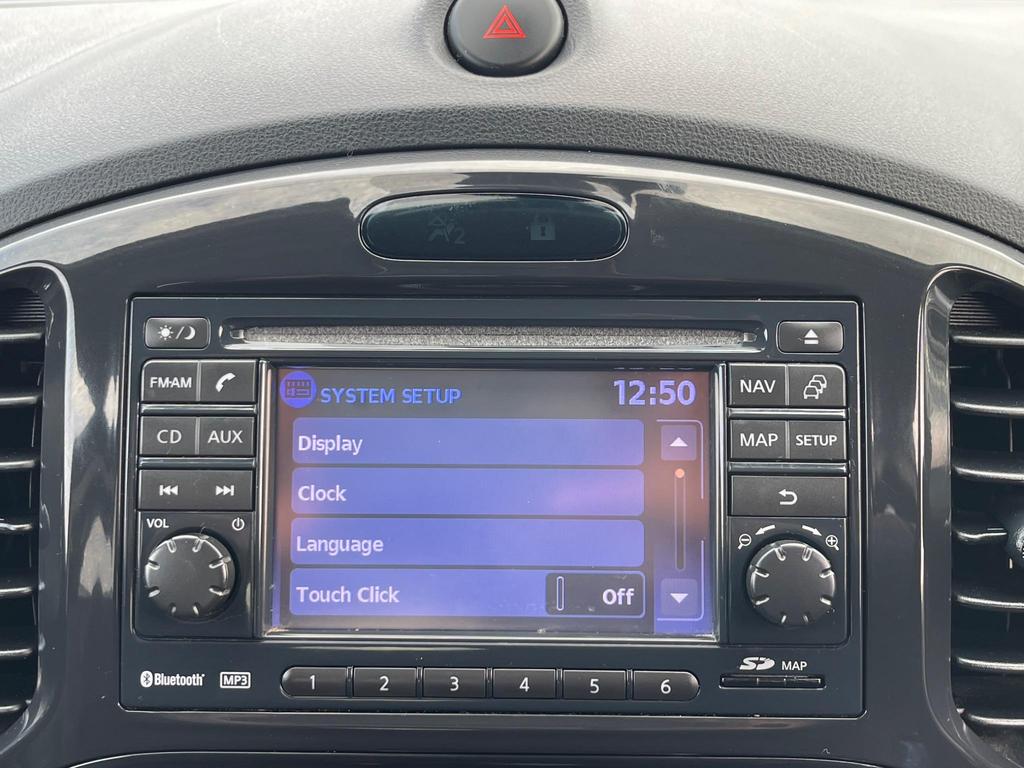 2
FM·AM
CD AUX
VOL
SYSTEM SETUP 12:50
Display
Clock
Language
Touch Click Off
NAV
MAP SETUP
Bluetooth MP3
1 2 3 4 5 6
SD MAP